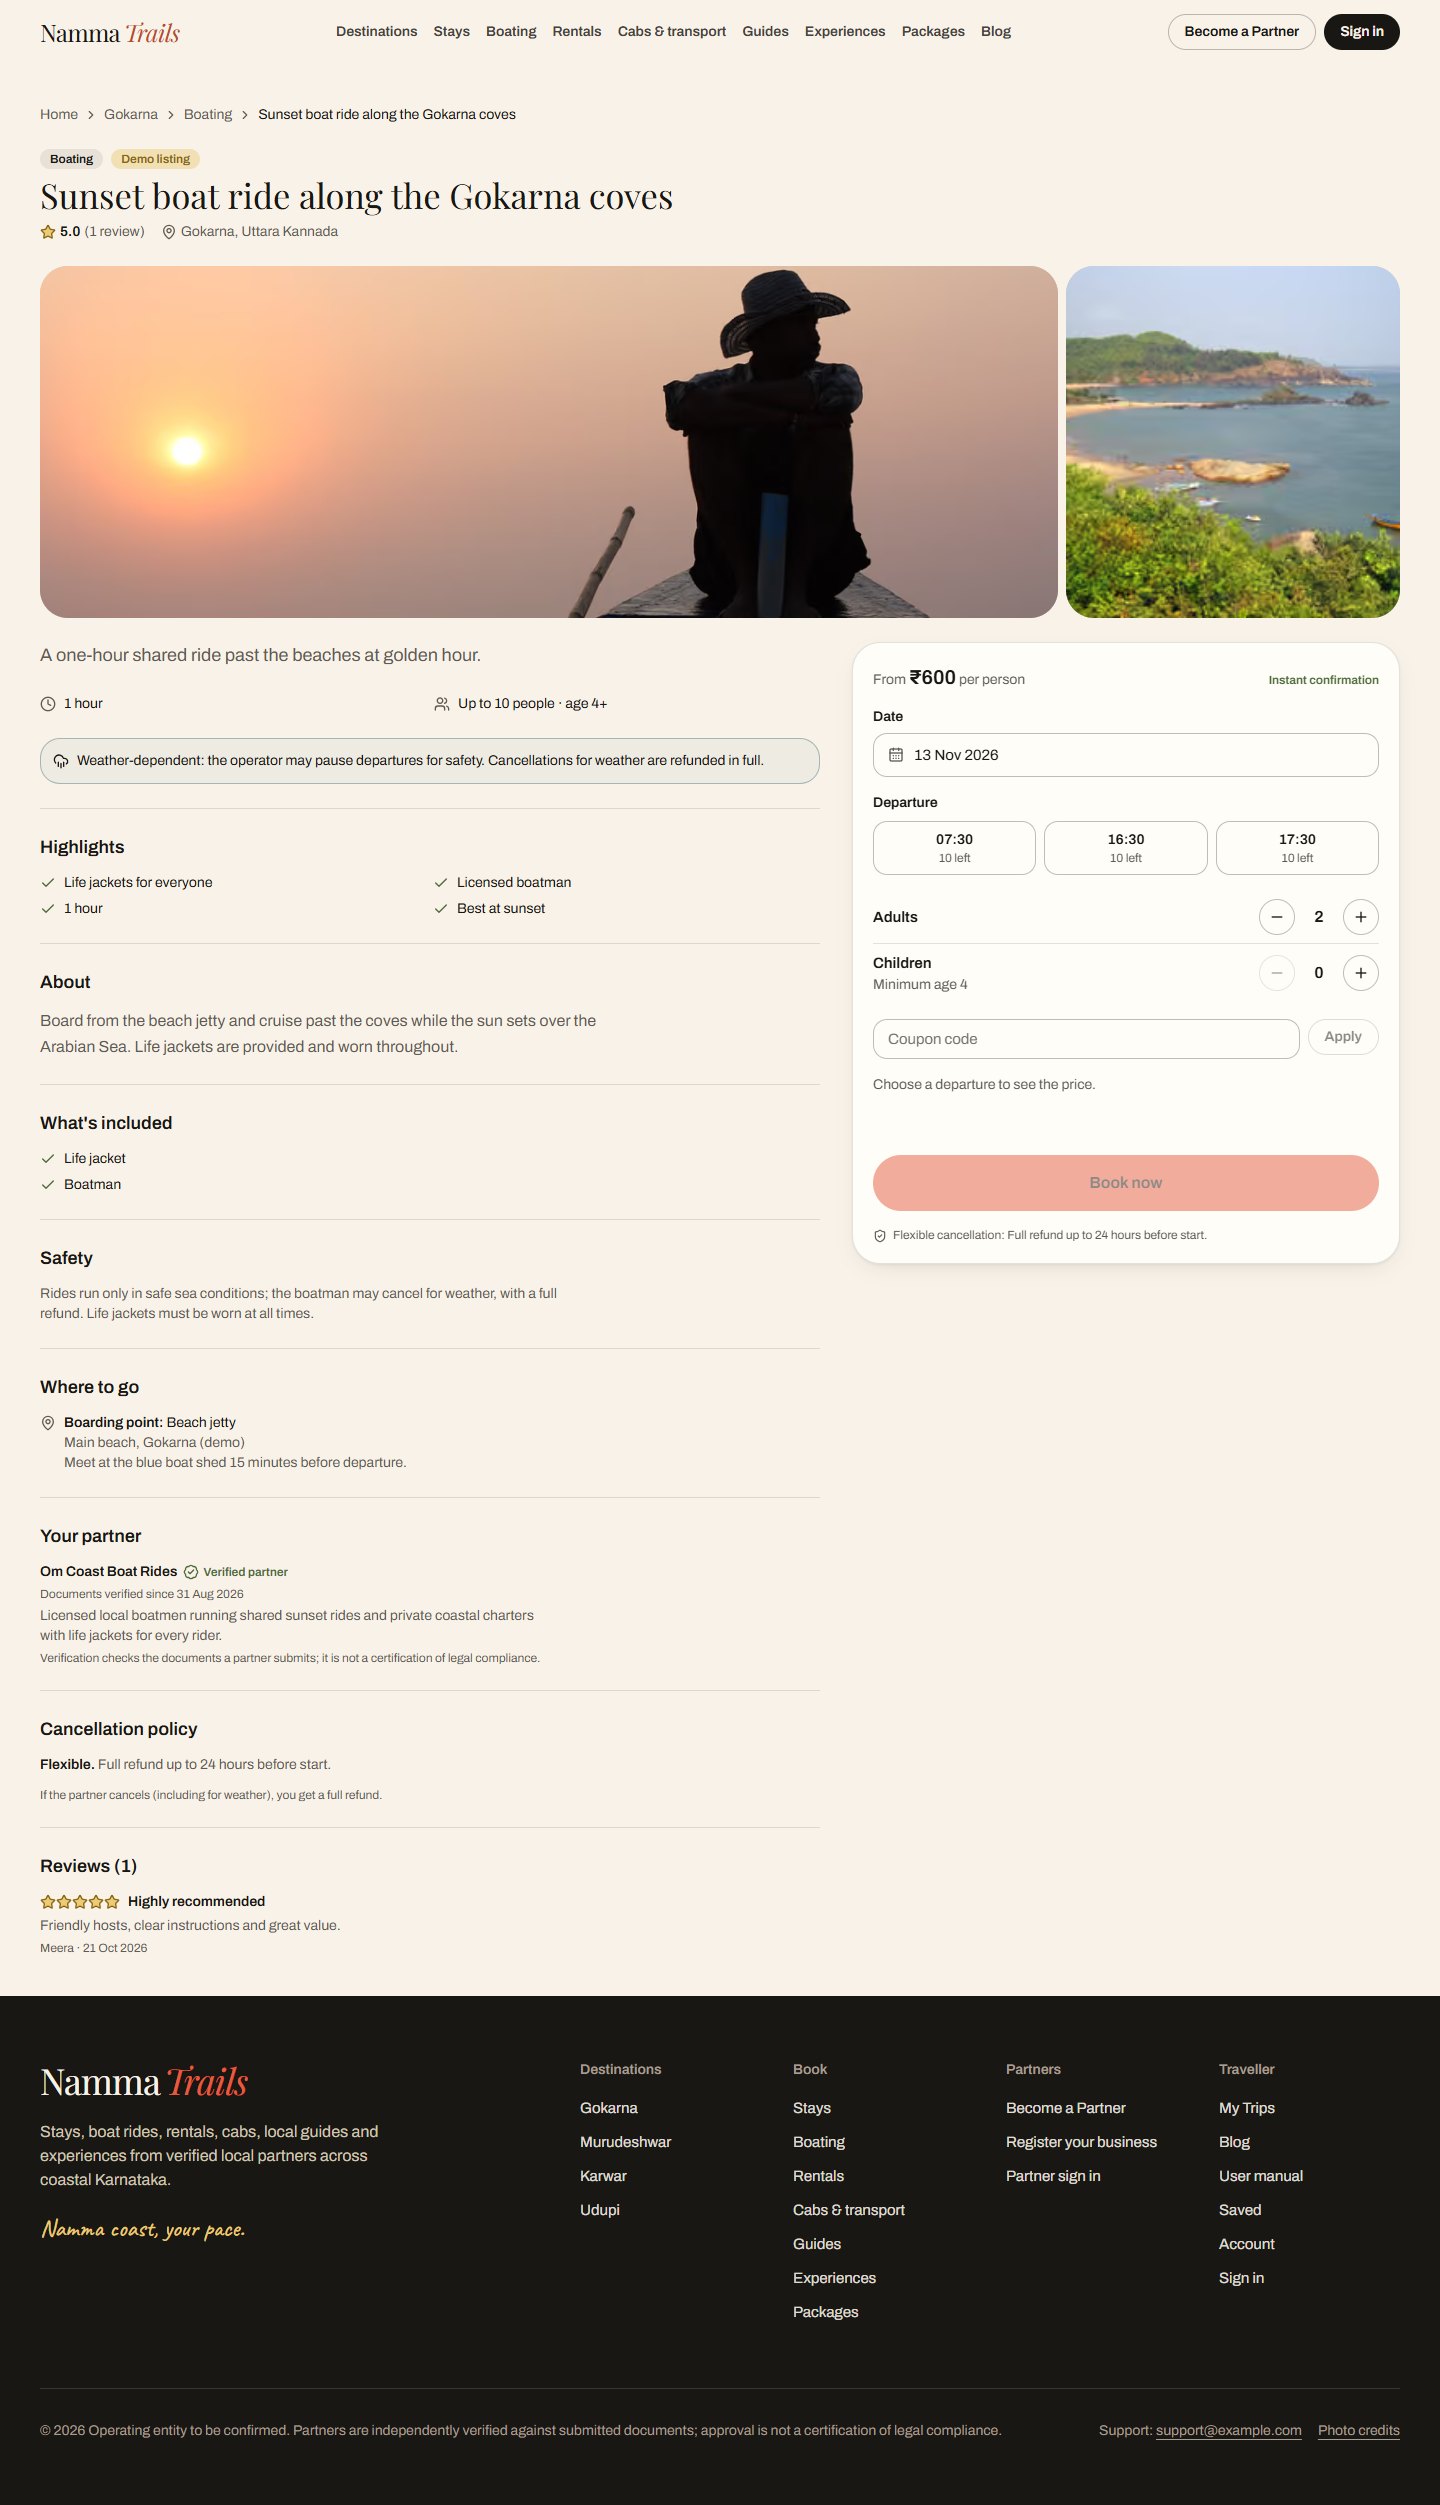 Namma Trails
Destinations Stays Boating Rentals Cabs & transport Guides Experiences Packages Blog
Become a Partner Sign in
Home > Gokarna > Boating > Sunset boat ride along the Gokarna coves
Boating Demo listing
Sunset boat ride along the Gokarna coves
5.0 (1 review) Gokarna, Uttara Kannada
A one-hour shared ride past the beaches at golden hour.
1 hour Up to 10 people · age 4+
Weather-dependent: the operator may pause departures for safety. Cancellations for weather are refunded in full.
Highlights
Life jackets for everyone Licensed boatman
1 hour Best at sunset
About
Board from the beach jetty and cruise past the coves while the sun sets over the
Arabian Sea. Life jackets are provided and worn throughout.
What's included
Life jacket
Boatman
Safety
Rides run only in safe sea conditions; the boatman may cancel for weather, with a full
refund. Life jackets must be worn at all times.
Where to go
Boarding point: Beach jetty
Main beach, Gokarna (demo)
Meet at the blue boat shed 15 minutes before departure.
Your partner
Om Coast Boat Rides Verified partner
Documents verified since 31 Aug 2026
Licensed local boatmen running shared sunset rides and private coastal charters
with life jackets for every rider.
Verification checks the documents a partner submits; it is not a certification of legal compliance.
Cancellation policy
Flexible. Full refund up to 24 hours before start.
If the partner cancels (including for weather), you get a full refund.
Reviews (1)
Highly recommended
Friendly hosts, clear instructions and great value.
Meera · 21 Oct 2026
From ₹600 per person Instant confirmation
Date
13 Nov 2026
Departure
07:30 16:30 17:30
10 left 10 left 10 left
Adults 2
Children 0
Minimum age 4
Coupon code Apply
Choose a departure to see the price.
Book now
Flexible cancellation: Full refund up to 24 hours before start.
Namma Trails
Stays, boat rides, rentals, cabs, local guides and
experiences from verified local partners across
coastal Karnataka.
Namma coast, your pace.
Destinations
Gokarna
Murudeshwar
Karwar
Udupi
Book
Stays
Boating
Rentals
Cabs & transport
Guides
Experiences
Packages
Partners
Become a Partner
Register your business
Partner sign in
Traveller
My Trips
Blog
User manual
Saved
Account
Sign in
© 2026 Operating entity to be confirmed. Partners are independently verified against submitted documents; approval is not a certification of legal compliance.
Support: support@example.com Photo credits